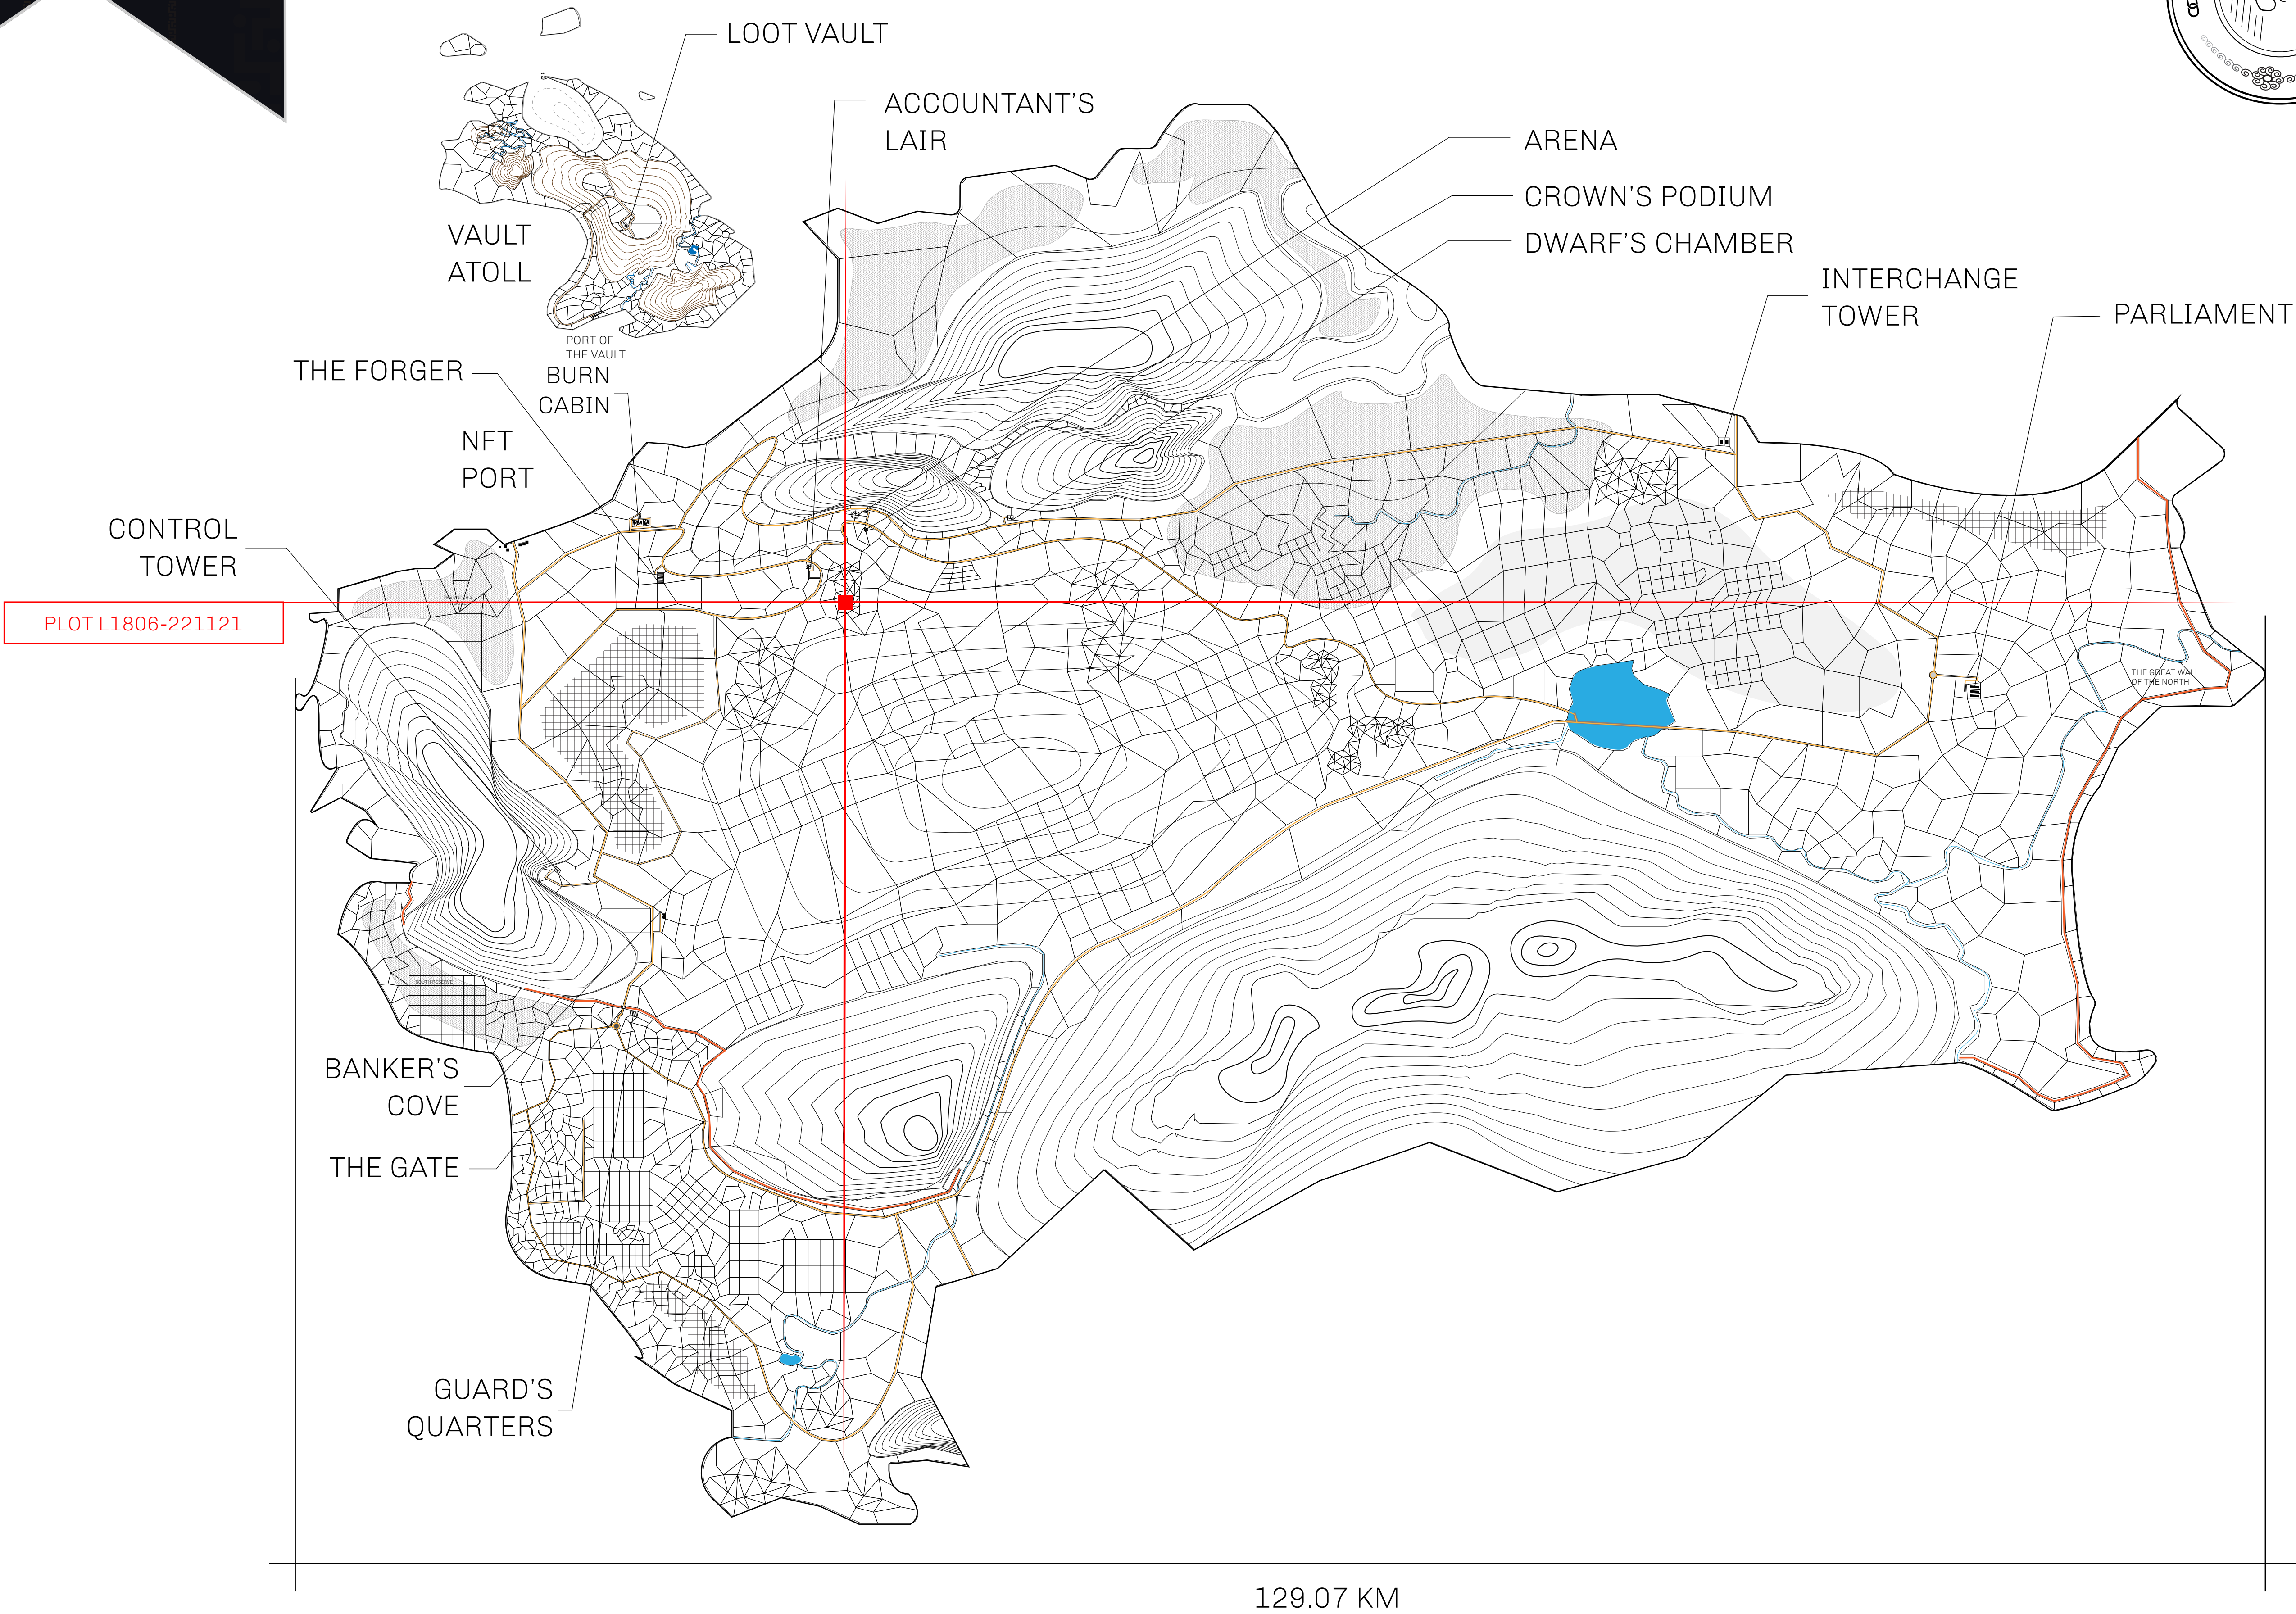 LOOT VAULT
ACCOUNTANT'S
LAIR
ARENA
CROWN'S PODIUM
DWARF'S CHAMBER
INTERCHANGE
TOWER
PARLIAMENT
VAULT
ATOLL
PORT OF
THE VAULT
THE FORGER
BURN
CABIN
NFT
PORT
CONTROL
TOWER
PLOT L1806-221121
THE GREAT WALL
OF THE NORTH
SOUTH RESERVE
BANKER'S
COVE
THE GATE
GUARD'S
QUARTERS
129.07 KM